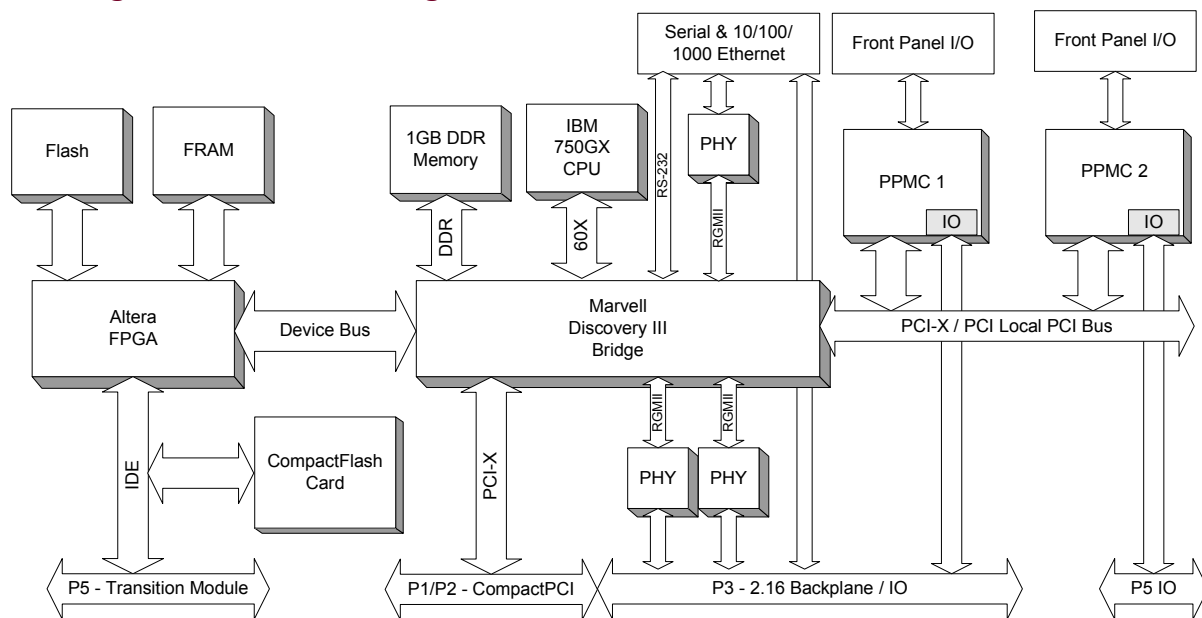 Serial & 10/100/
1000 Ethernet
Front Panel I/O
Front Panel I/O
Flash
FRAM
1GB DDR
Memory
IBM
750GX
CPU
PHY
PPMC 1
IO
PPMC 2
IO
RS-232
RGMII
DDR
60X
Altera
FPGA
Device Bus
Marvell
Discovery III
Bridge
PCI-X / PCI Local PCI Bus
IDE
CompactFlash
Card
PCI-X
RGMII
RGMII
PHY
PHY
P5 - Transition Module
P1/P2 - CompactPCI
P3 - 2.16 Backplane / IO
P5 IO